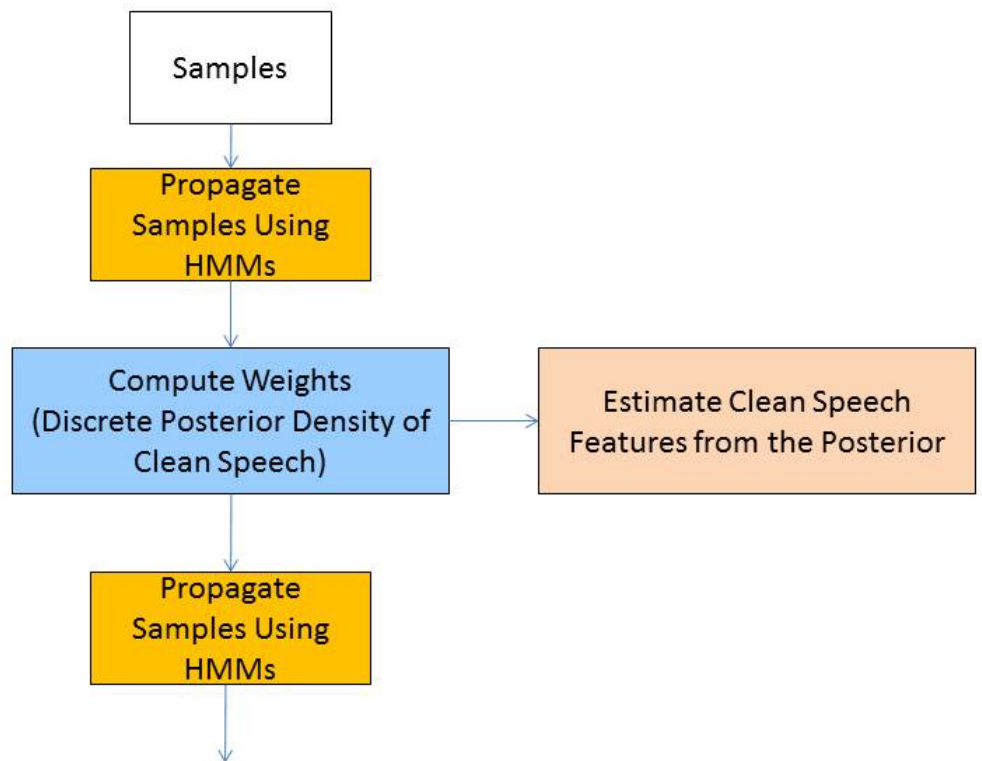 Samples
Propagate
Samples Using
HMMs
Compute Weights
(Discrete Posterior Density of
Clean Speech)
Estimate Clean Speech
Features from the Posterior
Propagate
Samples Using
HMMs